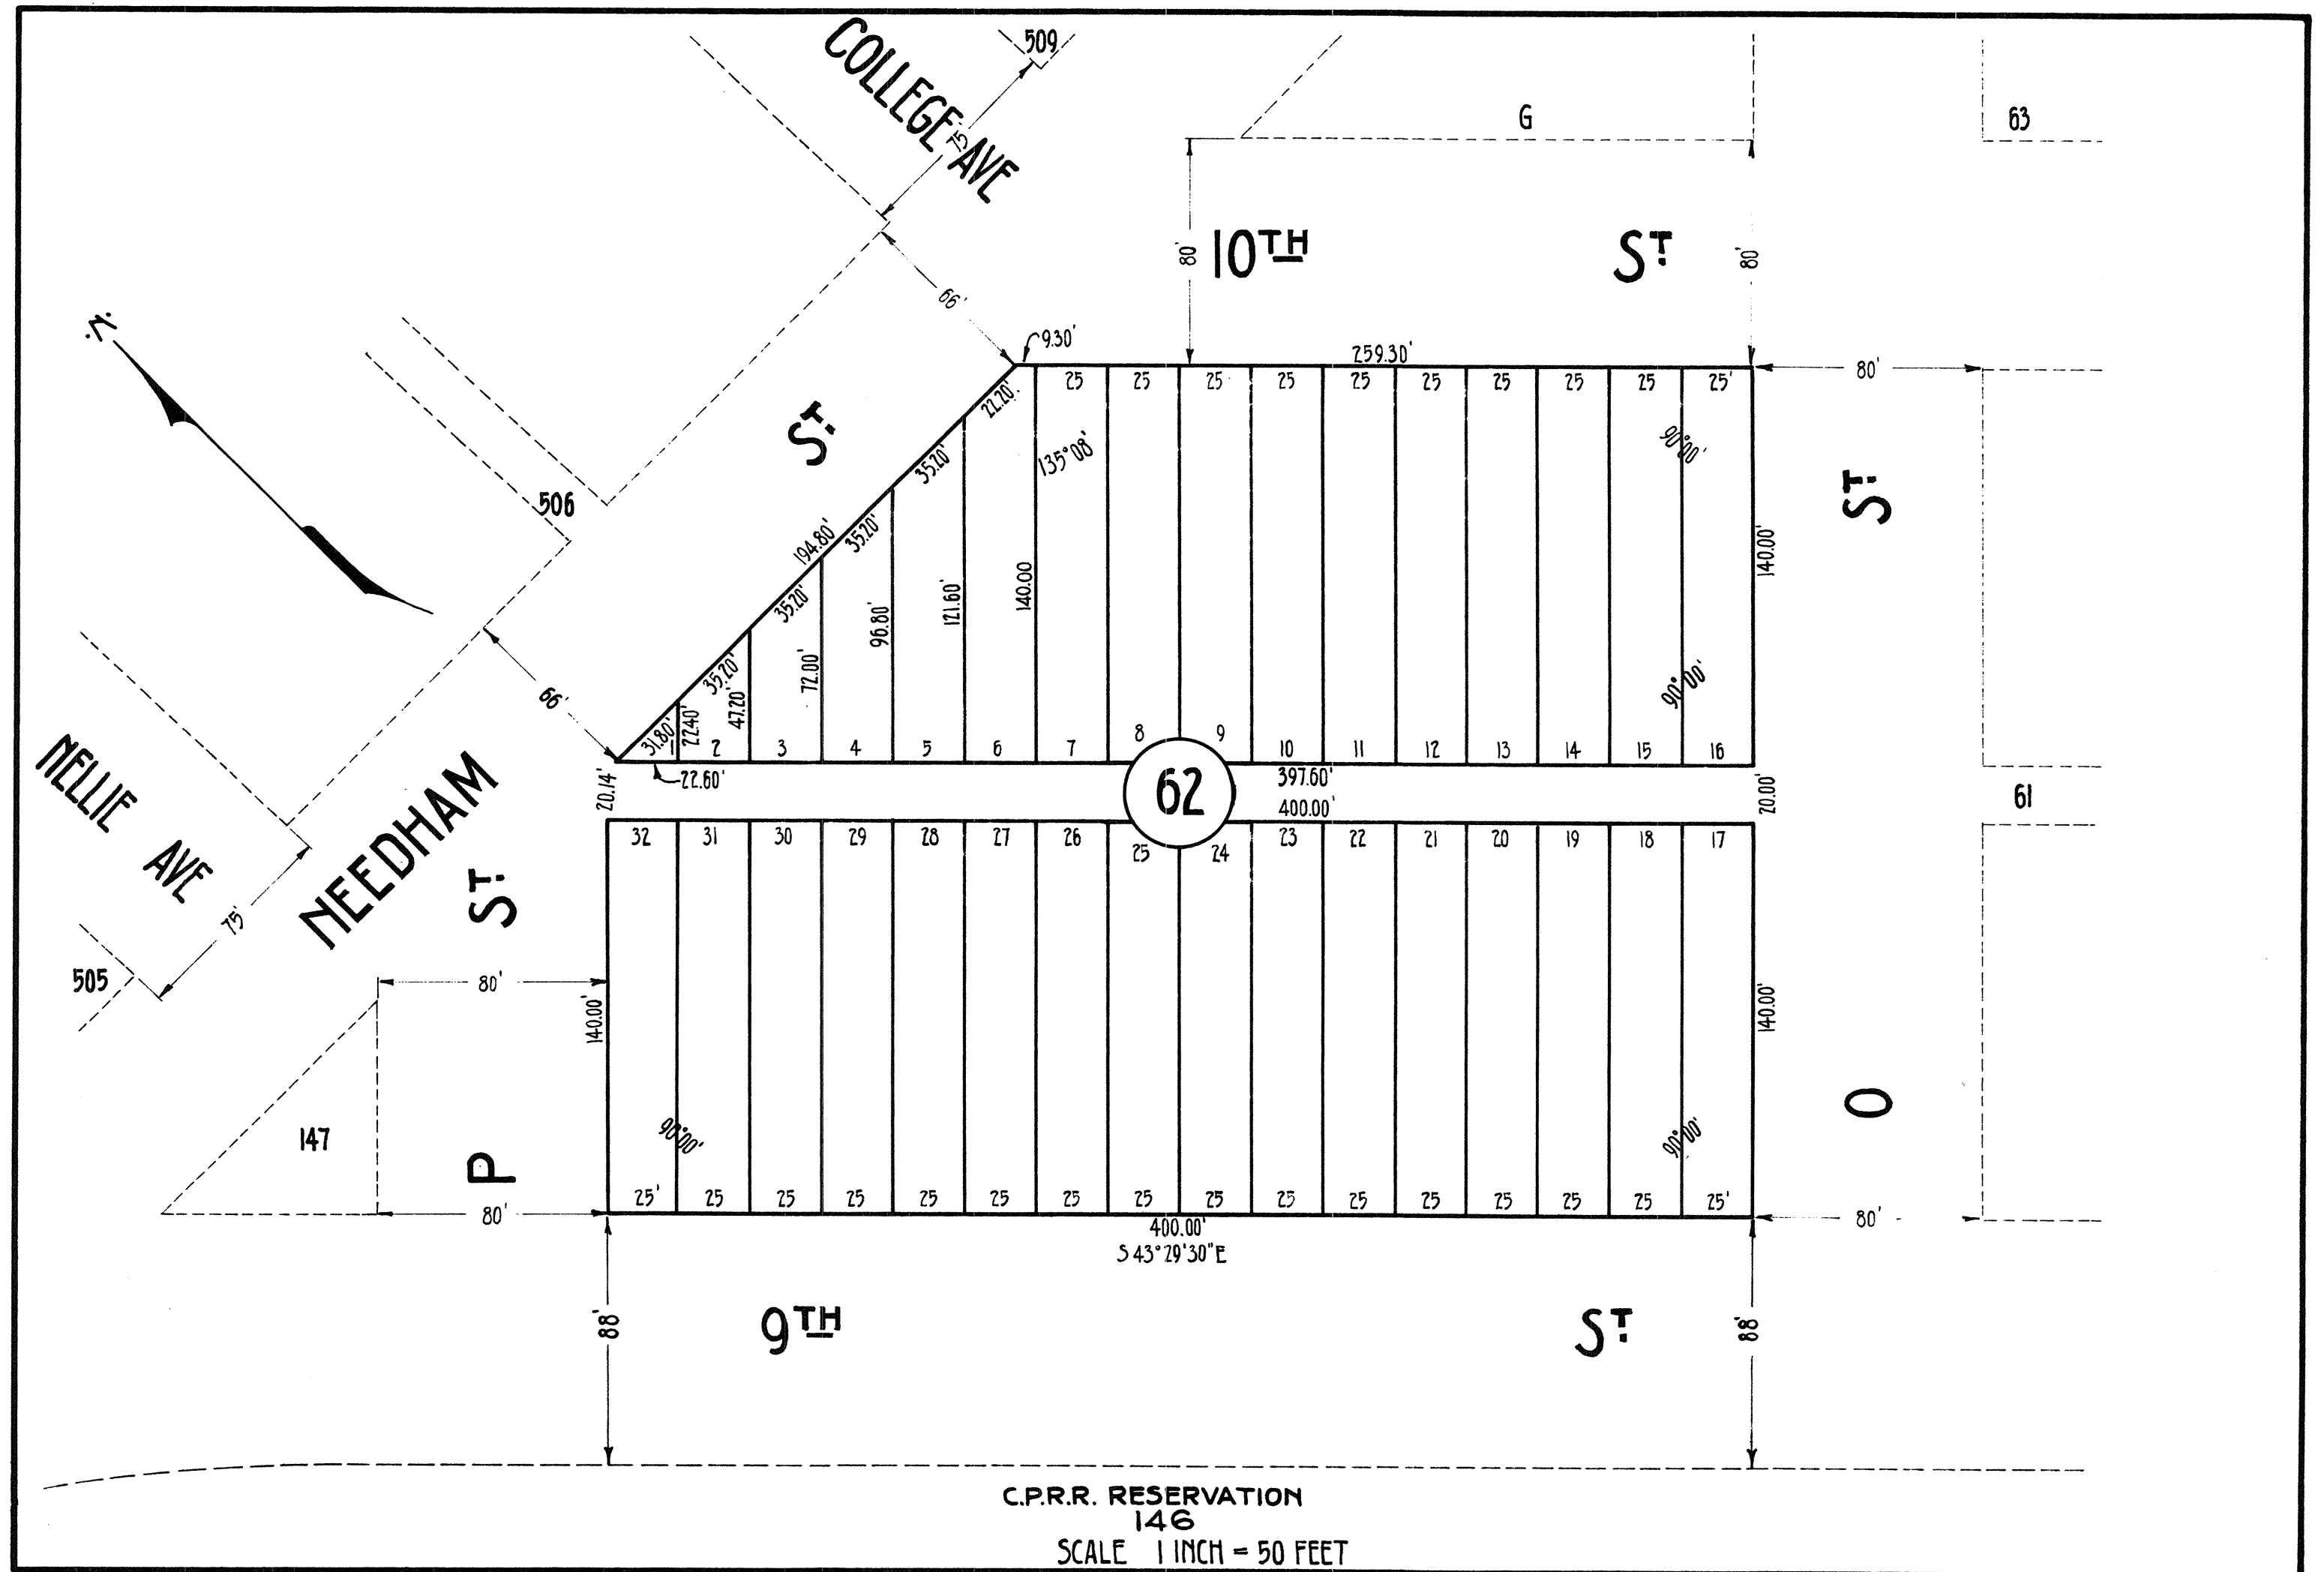 COLLEGE AVE
509
75'
G
63
80'
10TH
ST
80'
66'
.N.
9.30'
259.30'
80'
25 25 25 25 25 25 25 25 25 25'
22.20'
ST.
135°08'
90°00'
35.20'
506
35.20'
194.80'
35.20'
35.20'
31.80'
ST.
140.00'
140.00
121.60'
96.80'
72.00'
47.20'
22.40'
90°00'
66'
1 2 3 4 5 6 7 8 9 10 11 12 13 14 15 16
22.60'
397.60'
62
20.14'
400.00'
20.00'
61
NELLIE AVE
NEEDHAM
32 31 30 29 28 27 26 25 24 23 22 21 20 19 18 17
75'
ST.
505
80'
140.00'
140.00'
O
147
P
90°00'
90°00'
25' 25 25 25 25 25 25 25 25 25 25 25 25 25 25 25'
80'
400.00'
80'
S 43°29'30"E
88'
9TH
ST.
88'
C.P.R.R. RESERVATION
146
SCALE 1 INCH = 50 FEET